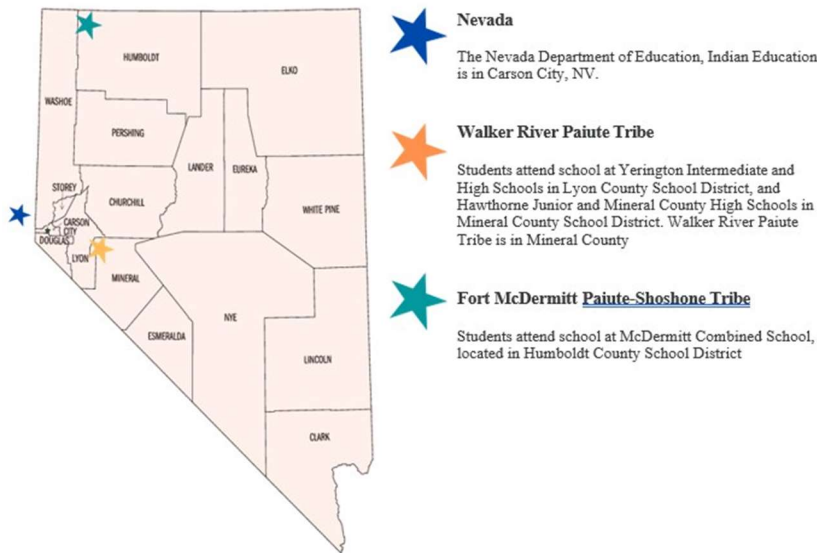 HUMBOLDT
ELKO
WASHOE
PERSHING
LANDER
EUREKA
STOREY
CHURCHILL
WHITE PINE
CARSON
CITY
DOUGLAS
LYON
MINERAL
NYE
ESMERALDA
LINCOLN
CLARK
Nevada
The Nevada Department of Education, Indian Education
is in Carson City, NV.
Walker River Paiute Tribe
Students attend school at Yerington Intermediate and
High Schools in Lyon County School District, and
Hawthorne Junior and Mineral County High Schools in
Mineral County School District. Walker River Paiute
Tribe is in Mineral County
Fort McDermitt Paiute-Shoshone Tribe
Students attend school at McDermitt Combined School,
located in Humboldt County School District